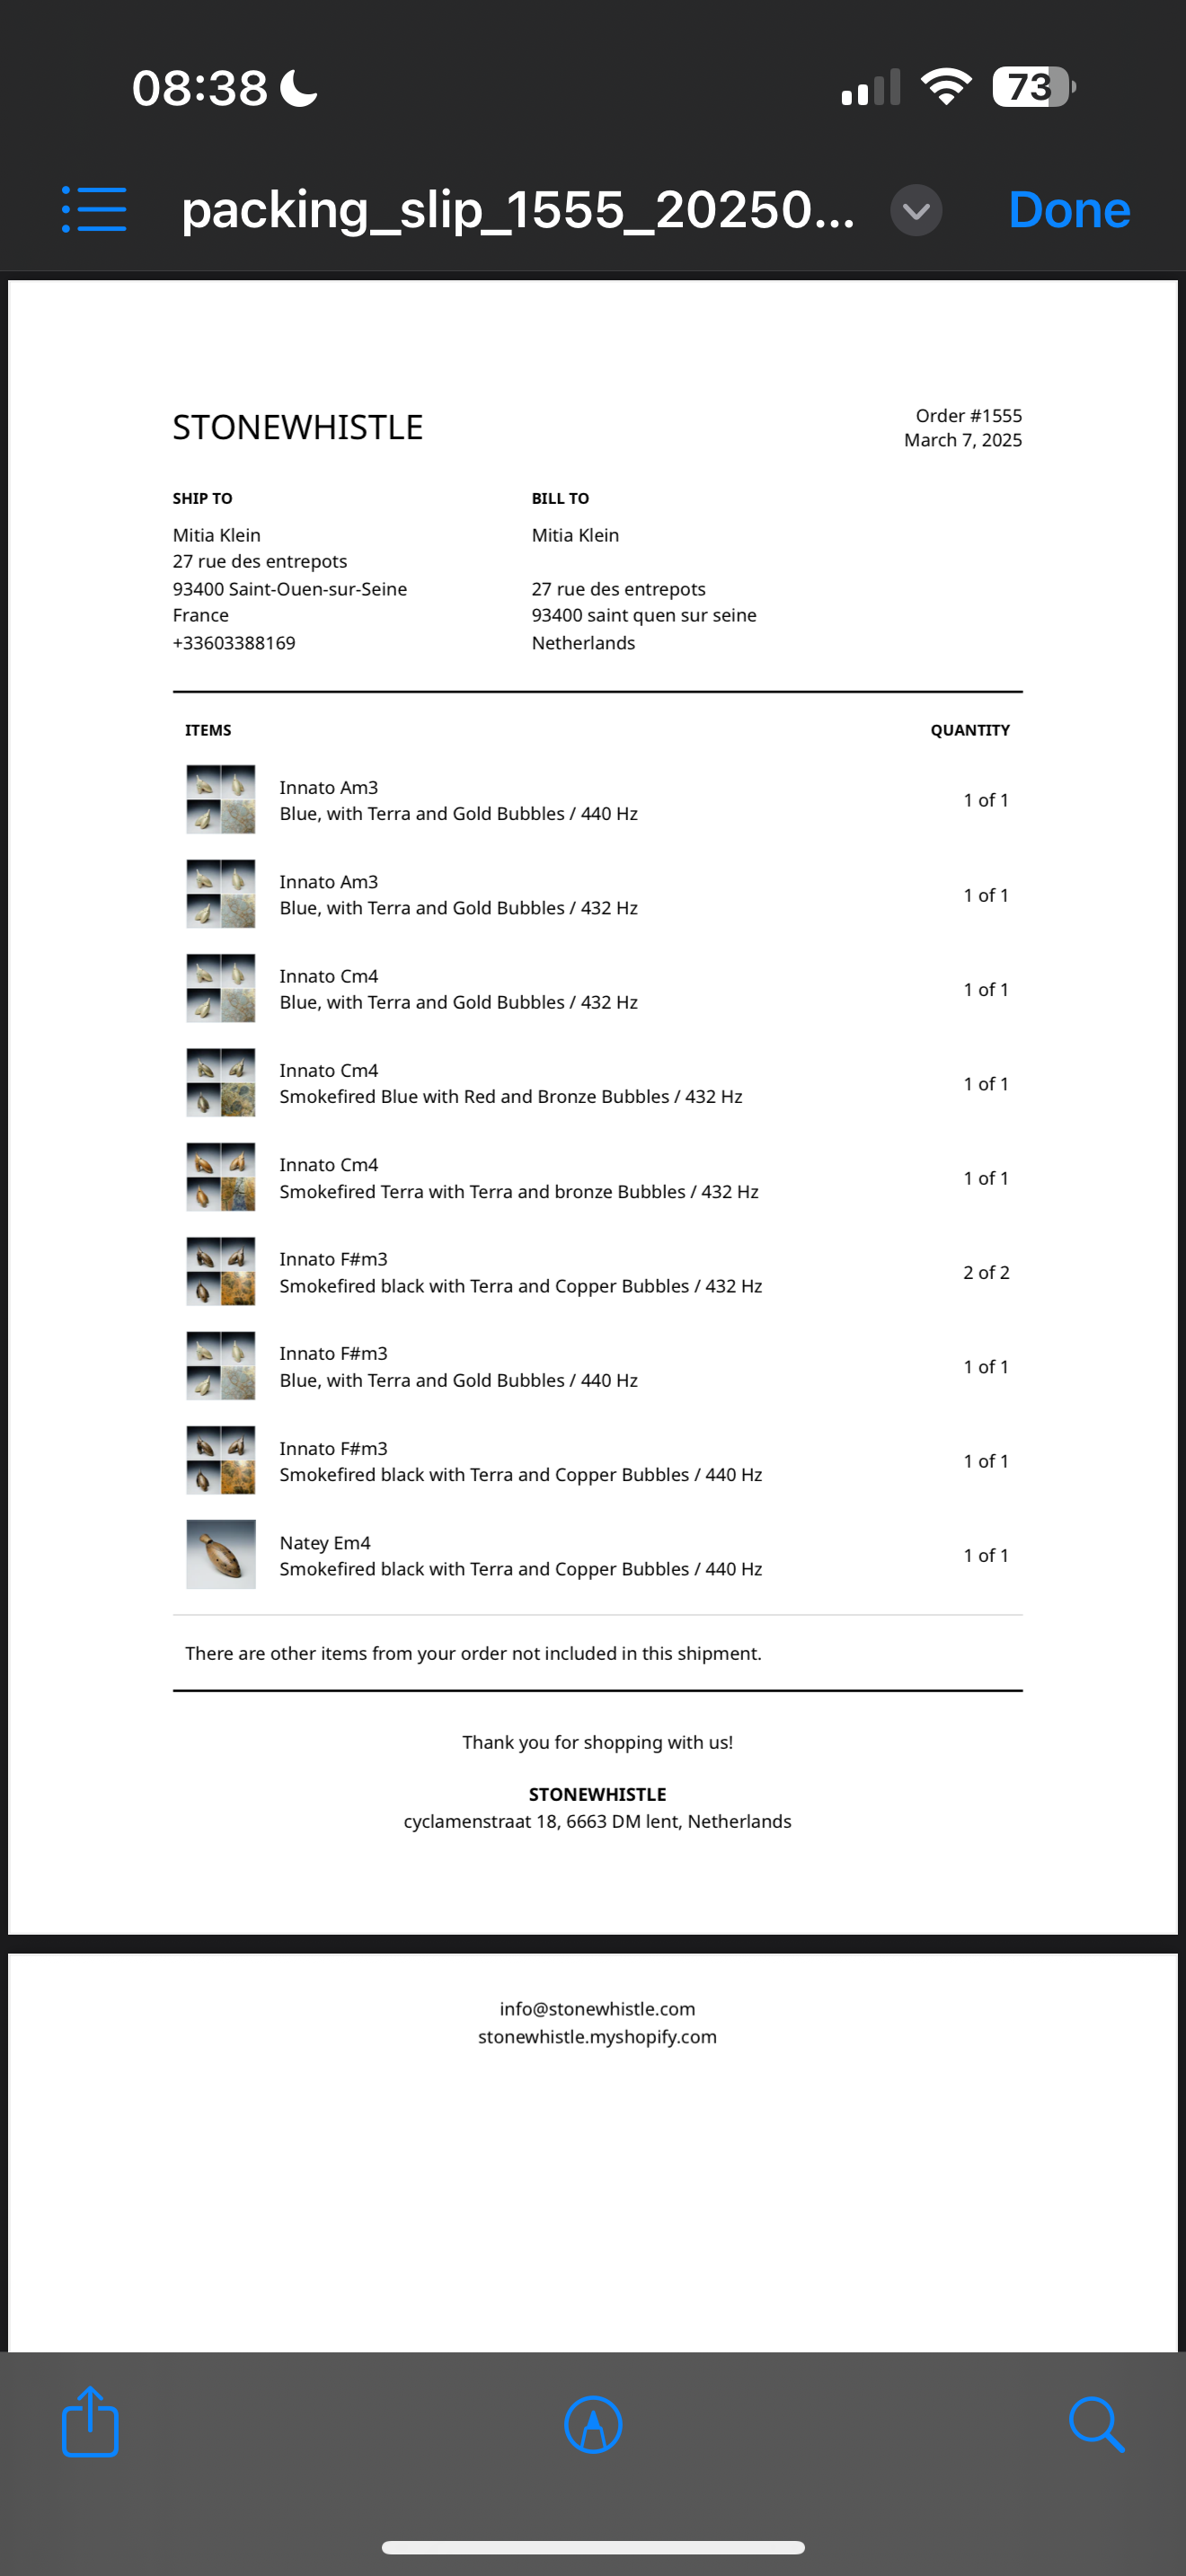 08:38
73
packing_slip_1555_20250...
Done
STONEWHISTLE
Order #1555
March 7, 2025
SHIP TO
Mitia Klein
27 rue des entrepots
93400 Saint-Ouen-sur-Seine
France
+33603388169
BILL TO
Mitia Klein
27 rue des entrepots
93400 saint quen sur seine
Netherlands
ITEMS
QUANTITY
Innato Am3
Blue, with Terra and Gold Bubbles / 440 Hz
1 of 1
Innato Am3
Blue, with Terra and Gold Bubbles / 432 Hz
1 of 1
Innato Cm4
Blue, with Terra and Gold Bubbles / 432 Hz
1 of 1
Innato Cm4
Smokefired Blue with Red and Bronze Bubbles / 432 Hz
1 of 1
Innato Cm4
Smokefired Terra with Terra and bronze Bubbles / 432 Hz
1 of 1
Innato F#m3
Smokefired black with Terra and Copper Bubbles / 432 Hz
2 of 2
Innato F#m3
Blue, with Terra and Gold Bubbles / 440 Hz
1 of 1
Innato F#m3
Smokefired black with Terra and Copper Bubbles / 440 Hz
1 of 1
Natey Em4
Smokefired black with Terra and Copper Bubbles / 440 Hz
1 of 1
There are other items from your order not included in this shipment.
Thank you for shopping with us!
STONEWHISTLE
cyclamenstraat 18, 6663 DM lent, Netherlands
info@stonewhistle.com
stonewhistle.myshopify.com